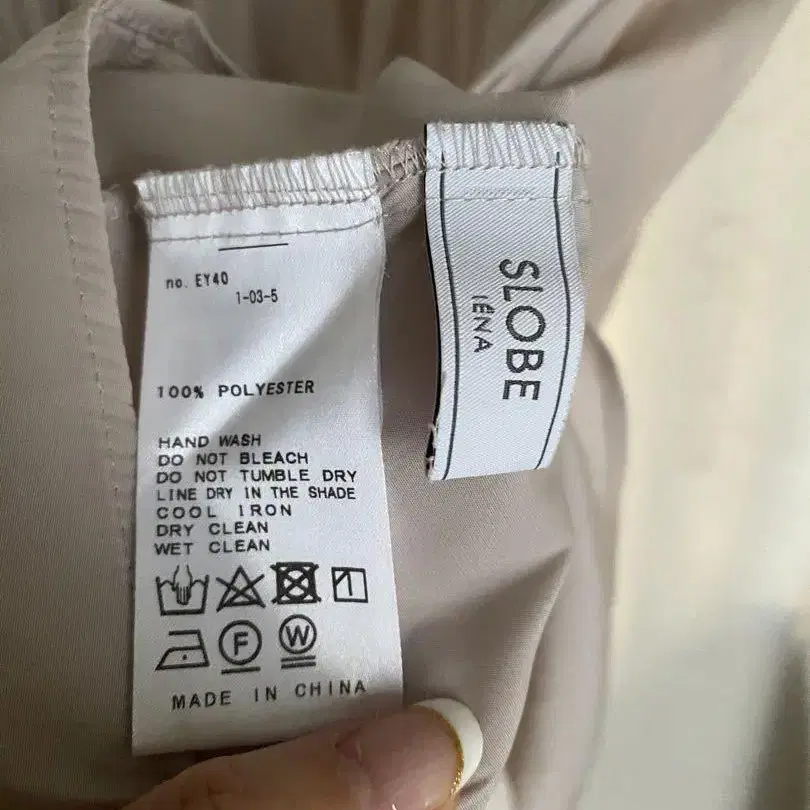 no. EY40
1-03-5
100% POLYESTER
HAND WASH
DO NOT BLEACH
DO NOT TUMBLE DRY
LINE DRY IN THE SHADE
COOL IRON
DRY CLEAN
WET CLEAN
F
W
MADE IN CHINA
SLOBE
IÉNA